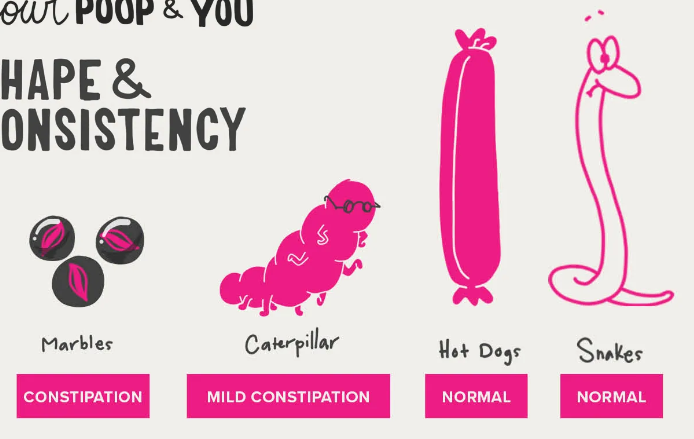 our POOP & YOU
HAPE &
ONSISTENCY
Marbles
Caterpillar
Hot Dogs
Snakes
CONSTIPATION
MILD CONSTIPATION
NORMAL
NORMAL